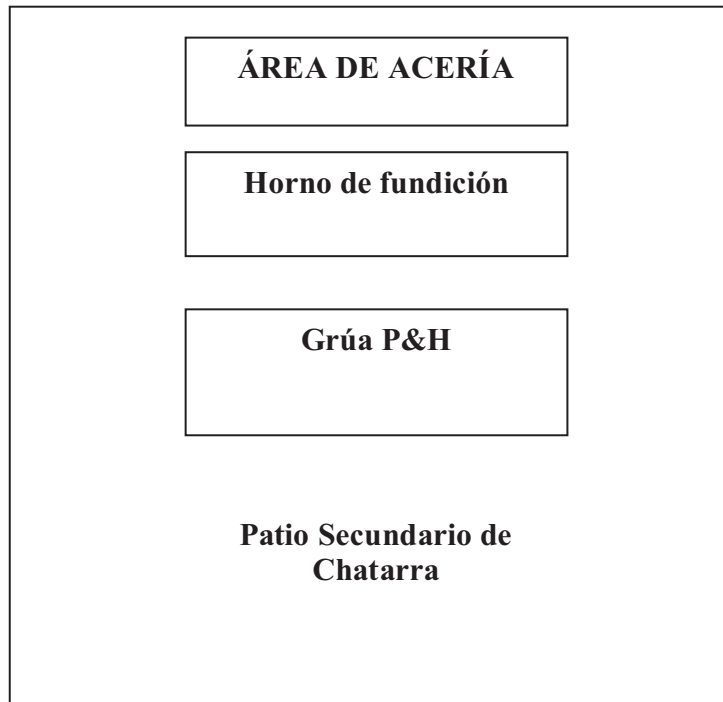 ÁREA DE ACERÍA
Horno de fundición
Grúa P&H
Patio Secundario de
Chatarra